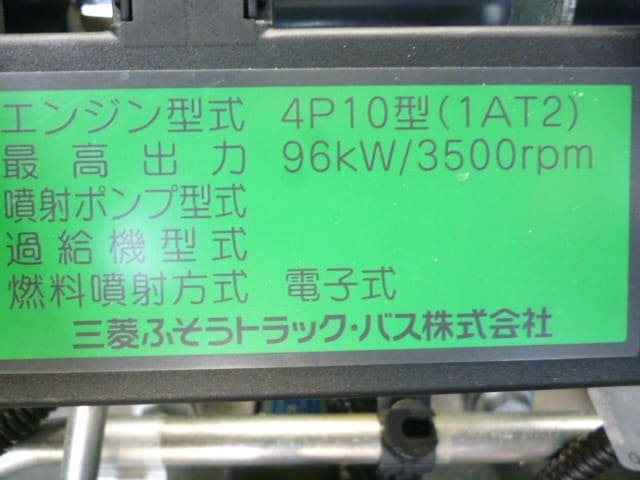 エンジン型式 4P10型(1AT2)
最高出力 96kW/3500rpm
噴射ポンプ型式
過給機型式
燃料噴射方式 電子式
三菱ふそうトラック・バス株式会社